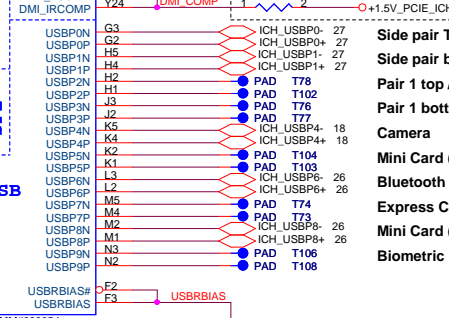 DMI_IRCOMP Y24 DMI_COMP 1 2 +1.5V_PCIE_ICH
USBP0N G3 ICH_USBP0- 27 Side pair
USBP0P G2 ICH_USBP0+ 27
USBP1N H5 ICH_USBP1- 27 Side pair
USBP1P H4 ICH_USBP1+ 27
USBP2N H2 PAD T78 Pair 1 top
USBP2P H1 PAD T102
USBP3N J3 PAD T76 Pair 1 bott
USBP3P J2 PAD T77
USBP4N K5 ICH_USBP4- 18 Camera
USBP4P K4 ICH_USBP4+ 18
USBP5N K2 PAD T104 Mini Card
USBP5P K1 PAD T103
USBP6N L3 ICH_USBP6- 26 Bluetooth
USBP6P L2 ICH_USBP6+ 26
SB
USBP7N M5 PAD T74 Express C
USBP7P M4 PAD T73
USBP8N M2 ICH_USBP8- 26 Mini Card
USBP8P M1 ICH_USBP8+ 26
USBP9N N3 PAD T106 Biometric
USBP9P N2 PAD T108
USBRBIAS# F2
USBRBIAS F3 USBRBIAS